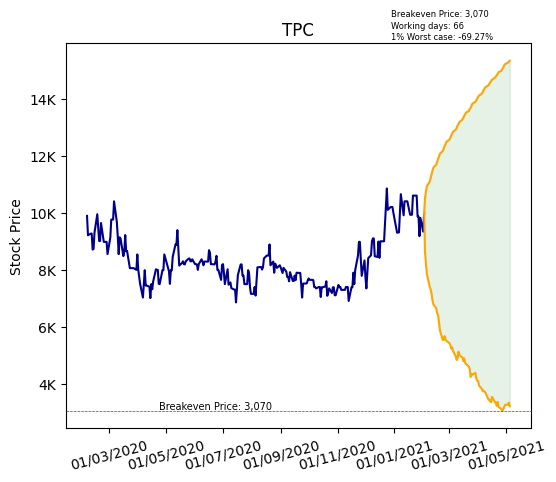 Breakeven Price: 3,070
Working days: 66
1% Worst case: -69.27%
TPC
Stock Price
14K
12K
10K
8K
6K
4K
Breakeven Price: 3,070
01/03/2020
01/05/2020
01/07/2020
01/09/2020
01/11/2020
01/01/2021
01/03/2021
01/05/2021